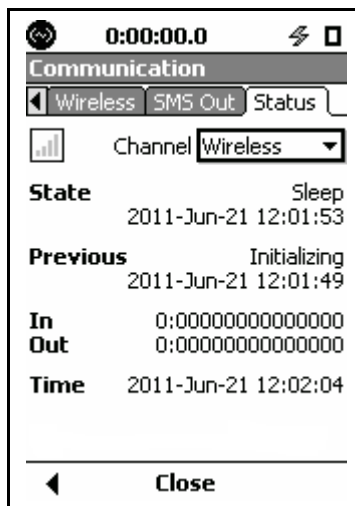 0:00:00.0
Communication
Wireless SMS Out Status
Channel Wireless
State Sleep
2011-Jun-21 12:01:53
Previous Initializing
2011-Jun-21 12:01:49
In 0:00000000000000
Out 0:00000000000000
Time 2011-Jun-21 12:02:04
Close